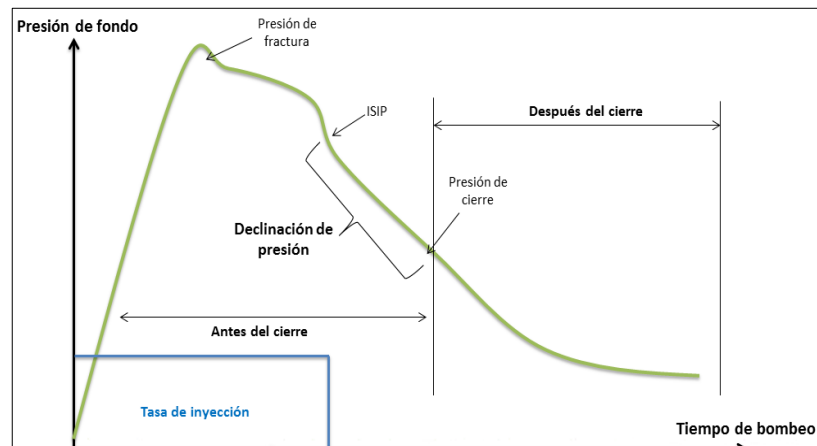 Presión de fondo
Presión de
fractura
ISIP
Después del cierre
Presión de
cierre
Declinación de
presión
Antes del cierre
Tasa de inyección
Tiempo de bombeo